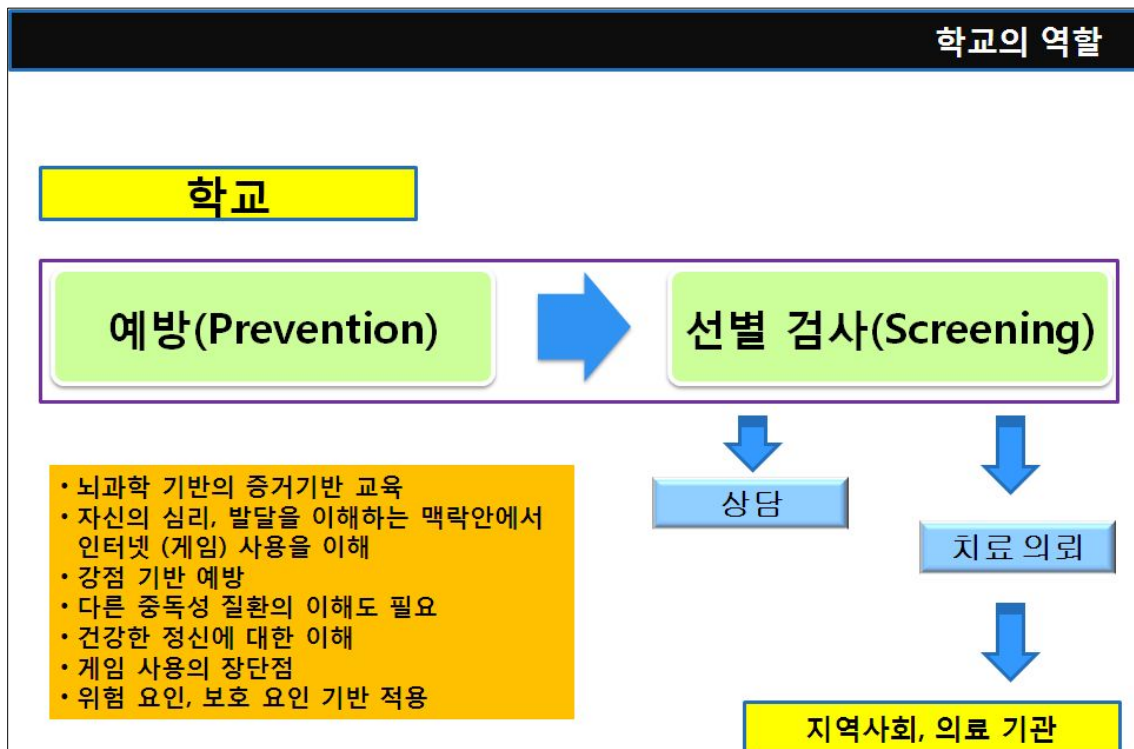 학교의 역할
학교
예방(Prevention)
선별 검사(Screening)
• 뇌과학 기반의 증거기반 교육
• 자신의 심리, 발달을 이해하는 맥락안에서
인터넷 (게임) 사용을 이해
• 강점 기반 예방
• 다른 중독성 질환의 이해도 필요
• 건강한 정신에 대한 이해
• 게임 사용의 장단점
• 위험 요인, 보호 요인 기반 적용
상담
치료의뢰
지역사회, 의료 기관